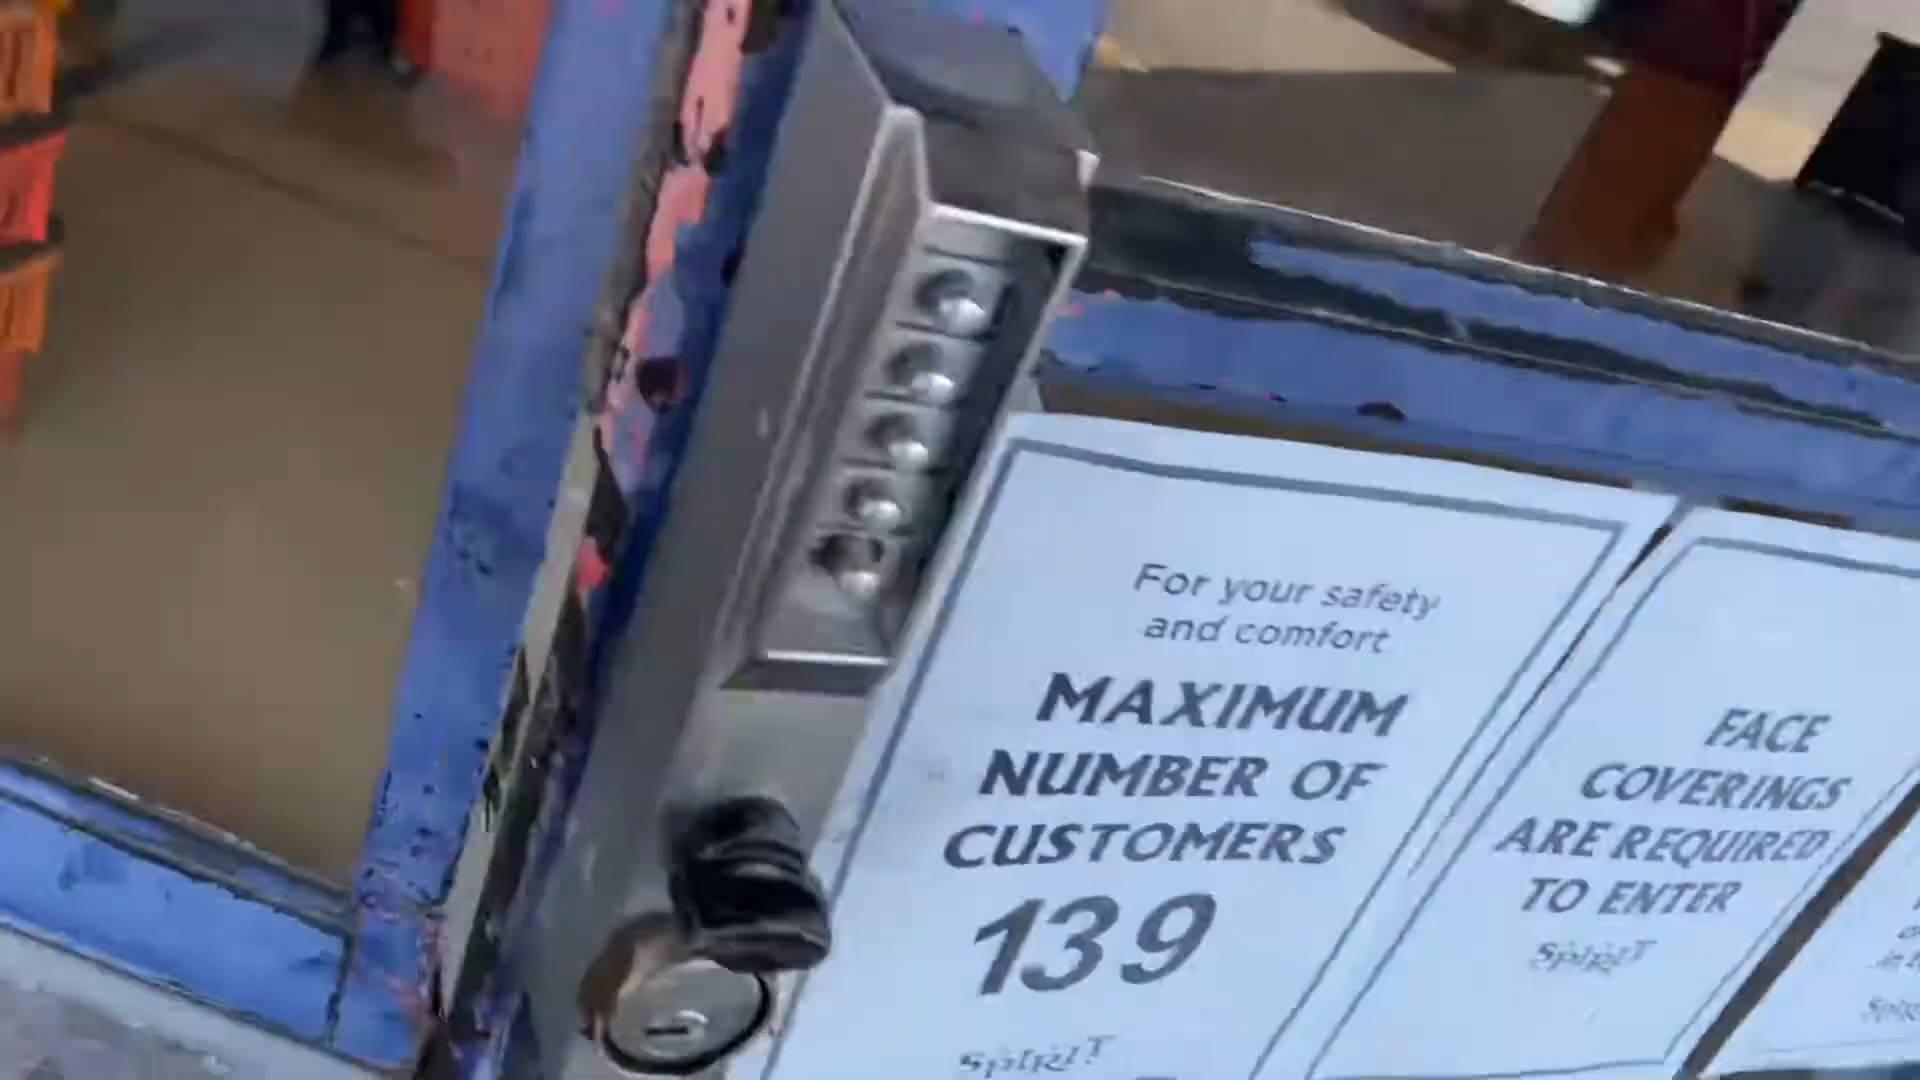 For your safety
and comfort
MAXIMUM
NUMBER OF
CUSTOMERS
139
SpiRiT
FACE
COVERINGS
ARE REQUIRED
TO ENTER
SpiRiT